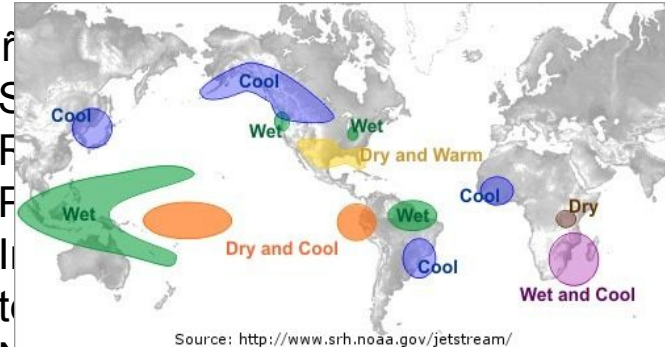 Cool
Cool
Wet
Wet
Dry and Warm
Cool
Dry
Wet
Wet
Dry and Cool
Cool
Wet and Cool
Source: http://www.srh.noaa.gov/jetstream/